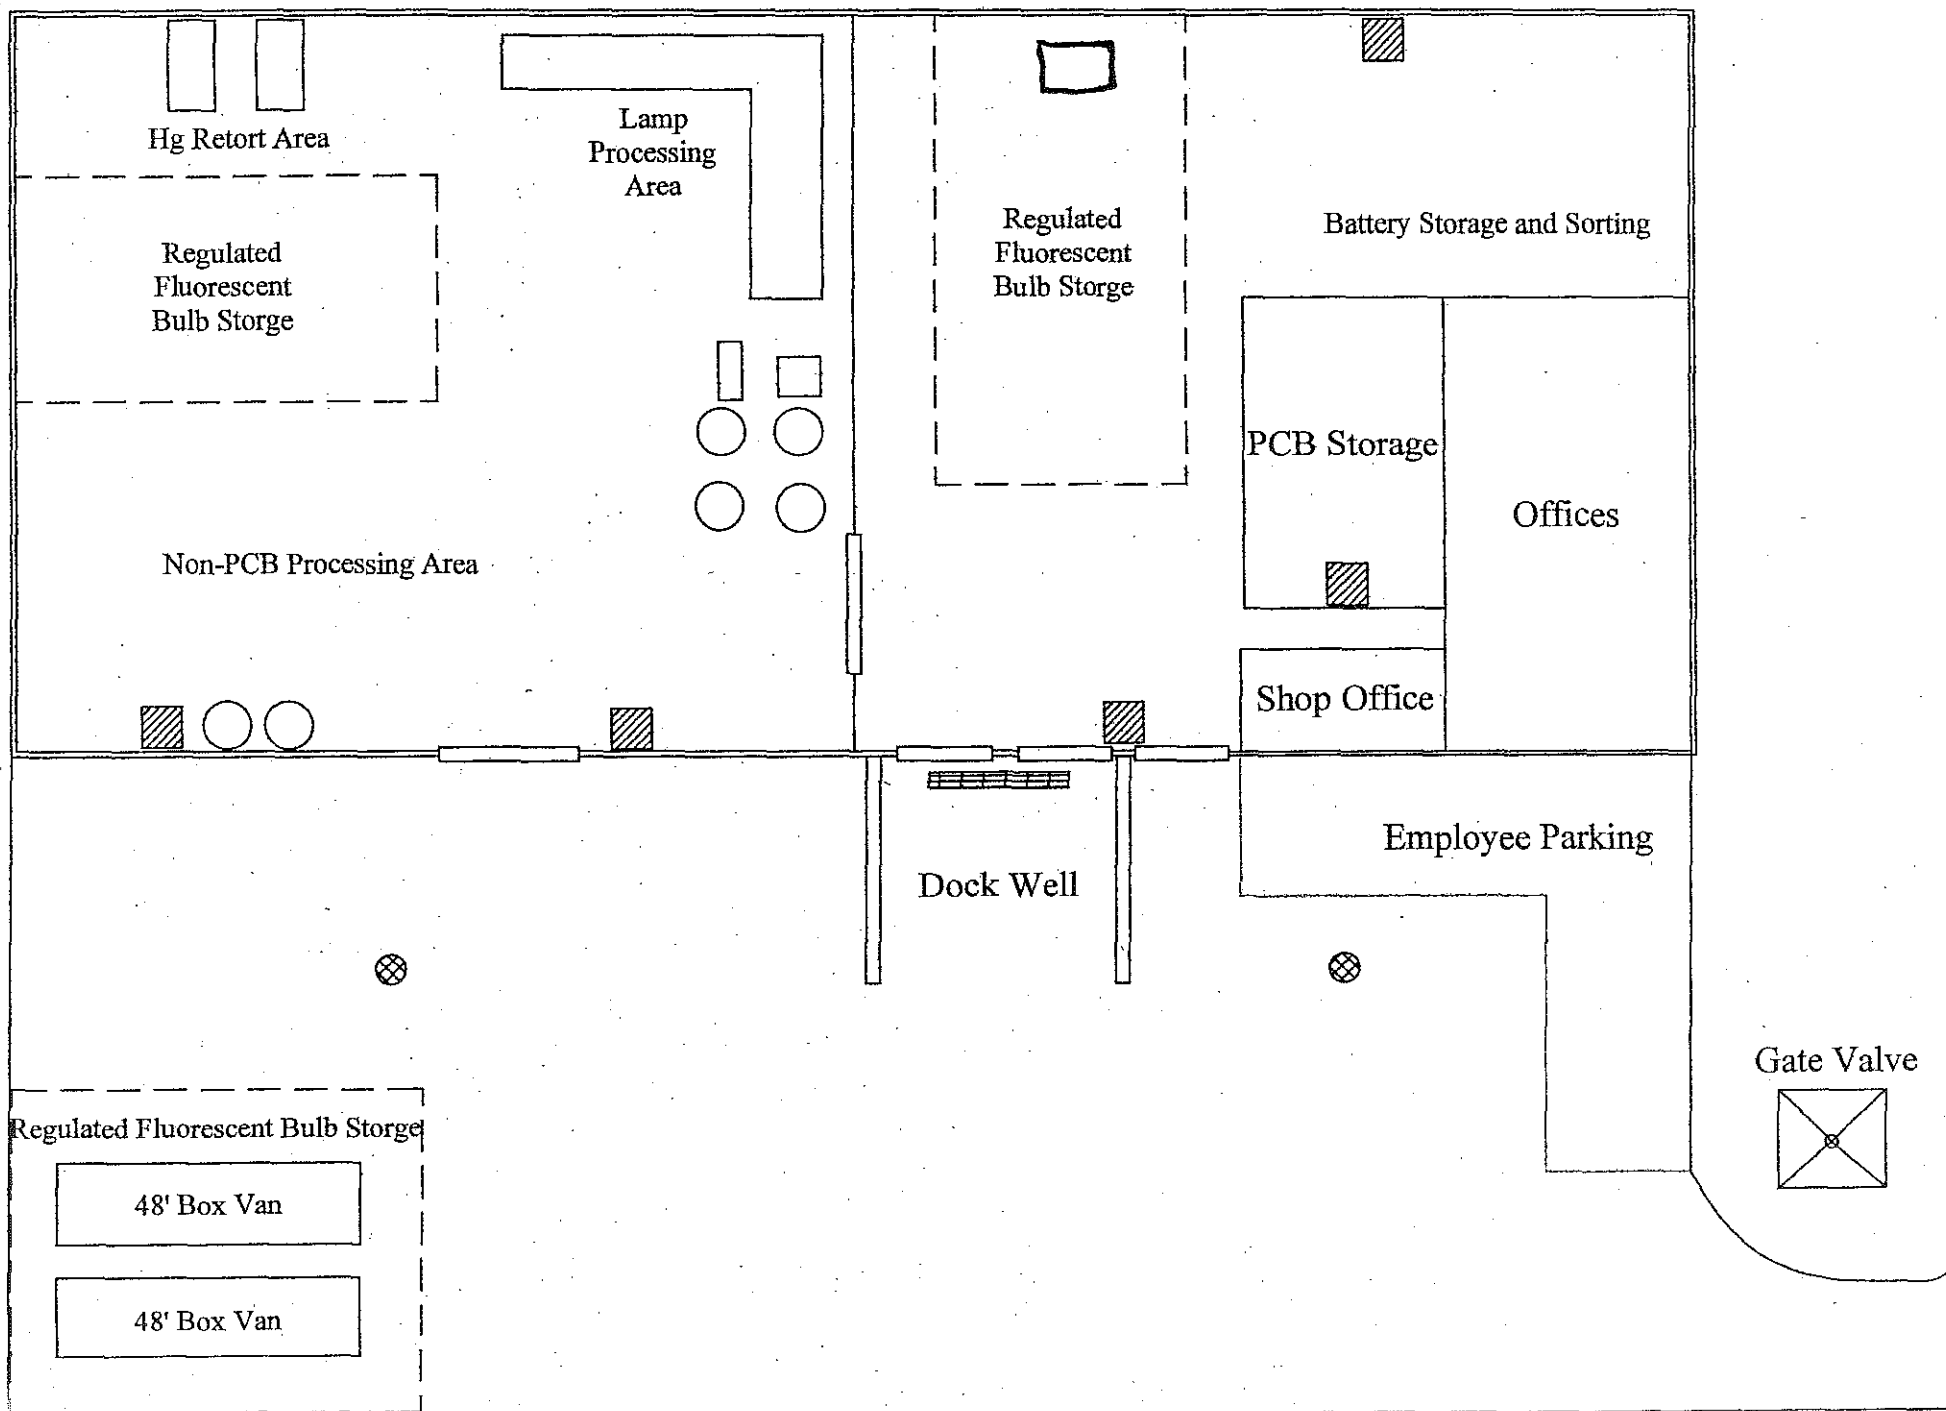 Hg Retort Area
Lamp
Processing
Area
Regulated
Fluorescent
Bulb Storge
Regulated
Fluorescent
Bulb Storge
Battery Storage and Sorting
PCB Storage
Offices
Non-PCB Processing Area
Shop Office
Employee Parking
Dock Well
Gate Valve
Regulated Fluorescent Bulb Storge
48' Box Van
48' Box Van